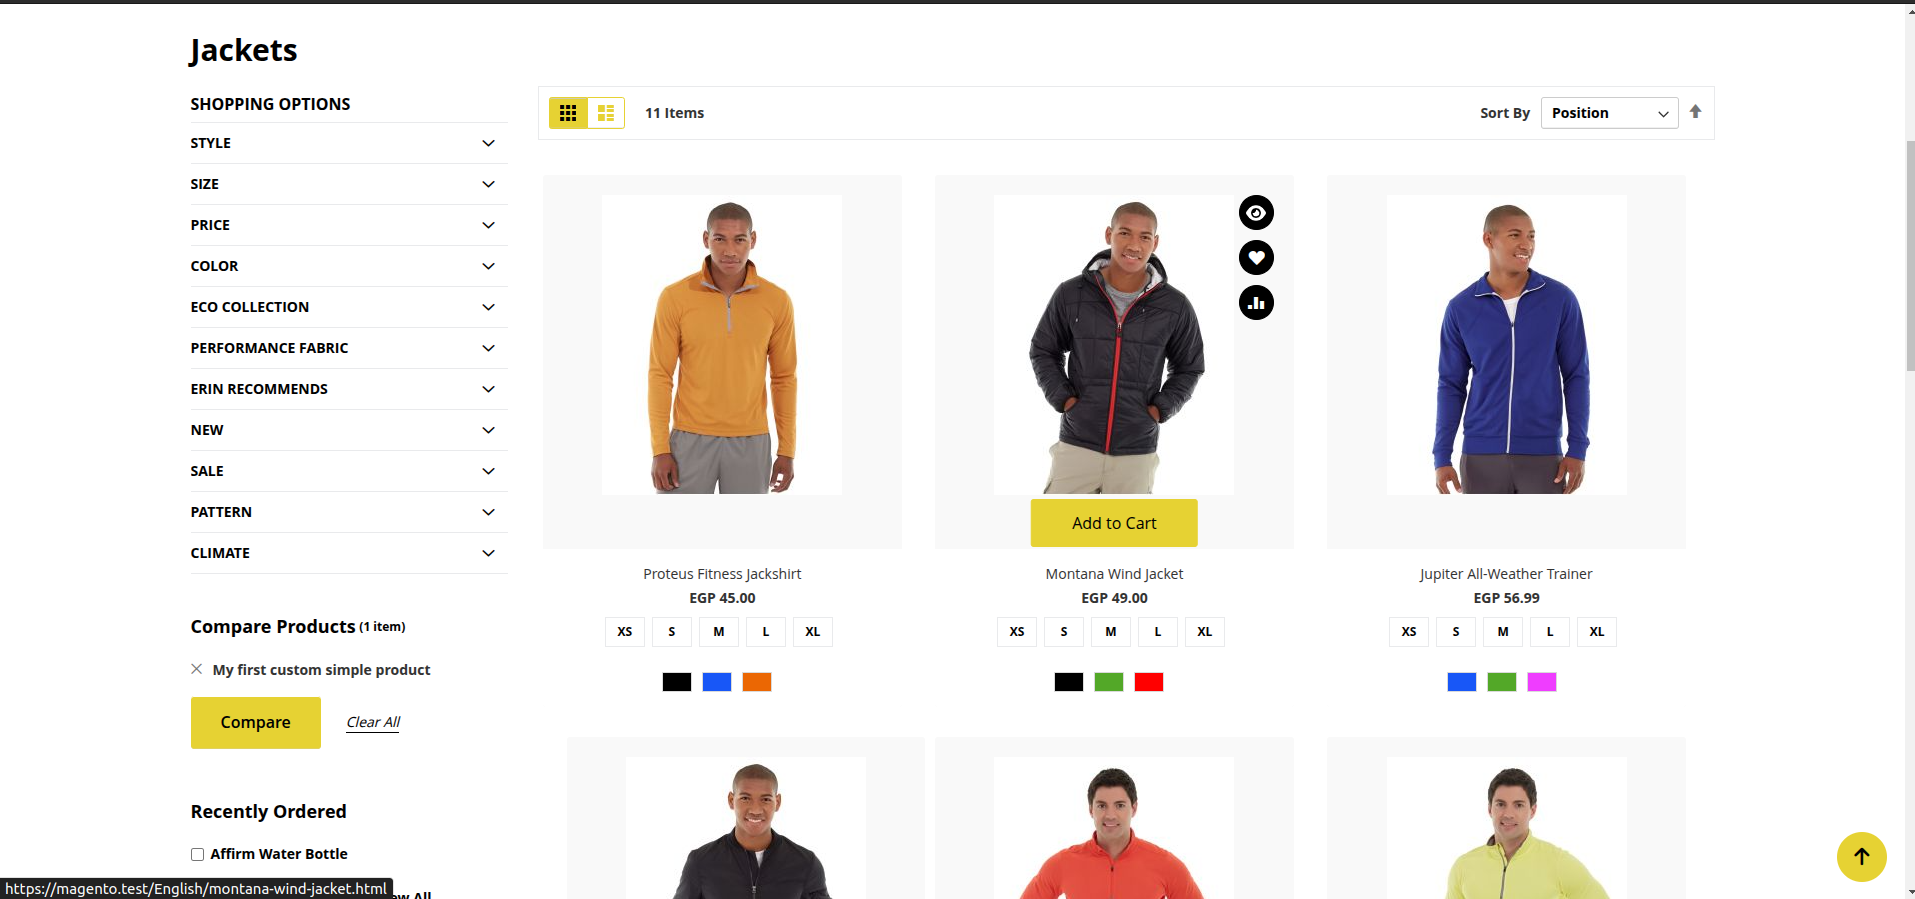 Jackets
SHOPPING OPTIONS
STYLE
SIZE
PRICE
COLOR
ECO COLLECTION
PERFORMANCE FABRIC
ERIN RECOMMENDS
NEW
SALE
PATTERN
CLIMATE
Compare Products (1 item)
My first custom simple product
Compare Clear All
Recently Ordered
Affirm Water Bottle
ew All
https://magento.test/English/montana-wind-jacket.html
11 Items
Sort By Position
Add to Cart
Proteus Fitness Jackshirt
EGP 45.00
XS S M L XL
Montana Wind Jacket
EGP 49.00
XS S M L XL
Jupiter All-Weather Trainer
EGP 56.99
XS S M L XL